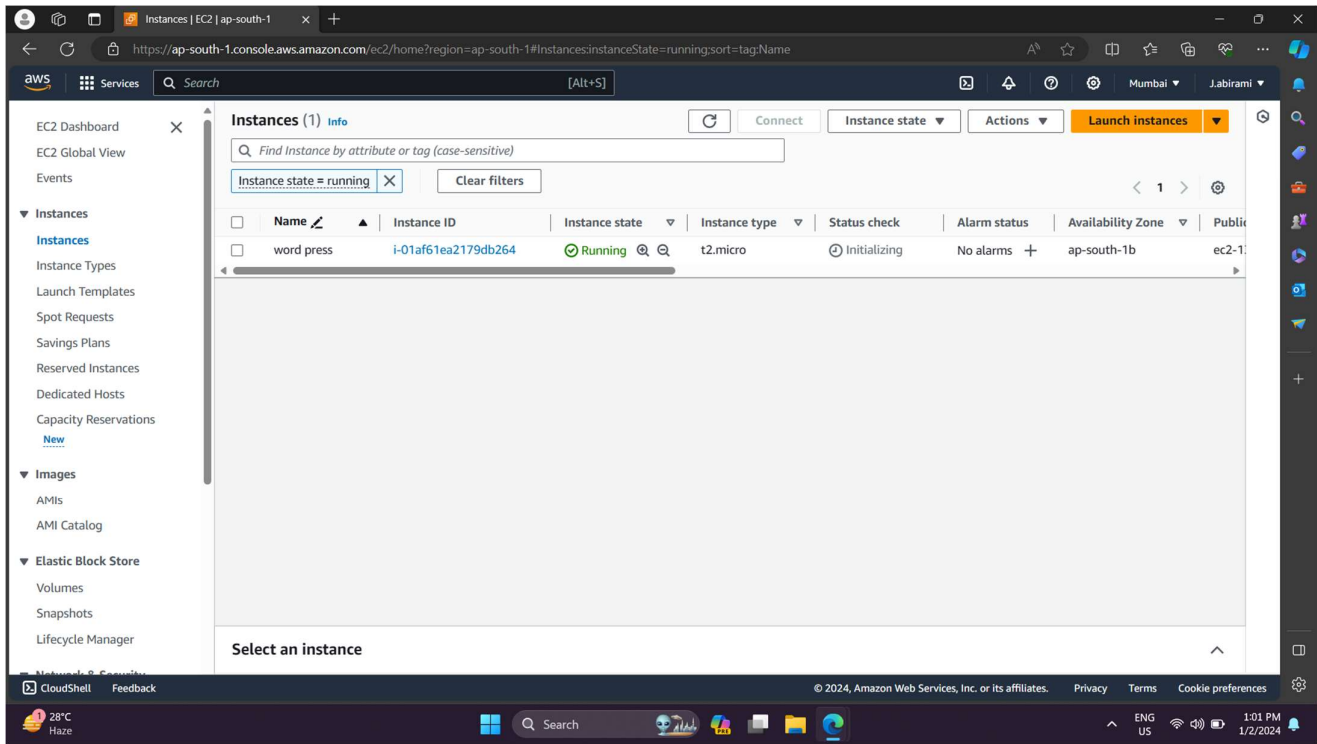 Instances | EC2 | ap-south-1
https://ap-south-1.console.aws.amazon.com/ec2/home?region=ap-south-1#Instances:instanceState=running;sort=tag:Name
aws Services Search [Alt+S] Mumbai ▼ J.abirami ▼
EC2 Dashboard
EC2 Global View
Events
Instances
Instances
Instance Types
Launch Templates
Spot Requests
Savings Plans
Reserved Instances
Dedicated Hosts
Capacity Reservations
New
Images
AMIs
AMI Catalog
Elastic Block Store
Volumes
Snapshots
Lifecycle Manager
Network & Security
Instances (1) Info Connect Instance state ▼ Actions ▼ Launch instances ▼
Find Instance by attribute or tag (case-sensitive)
Instance state = running Clear filters
1
Name Instance ID Instance state Instance type Status check Alarm status Availability Zone Public
word press i-01af61ea2179db264 Running t2.micro Initializing No alarms + ap-south-1b ec2-1
Select an instance
CloudShell Feedback © 2024, Amazon Web Services, Inc. or its affiliates. Privacy Terms Cookie preferences
1 28°C
Haze
Search
PRE
ENG
US
1:01 PM
1/2/2024